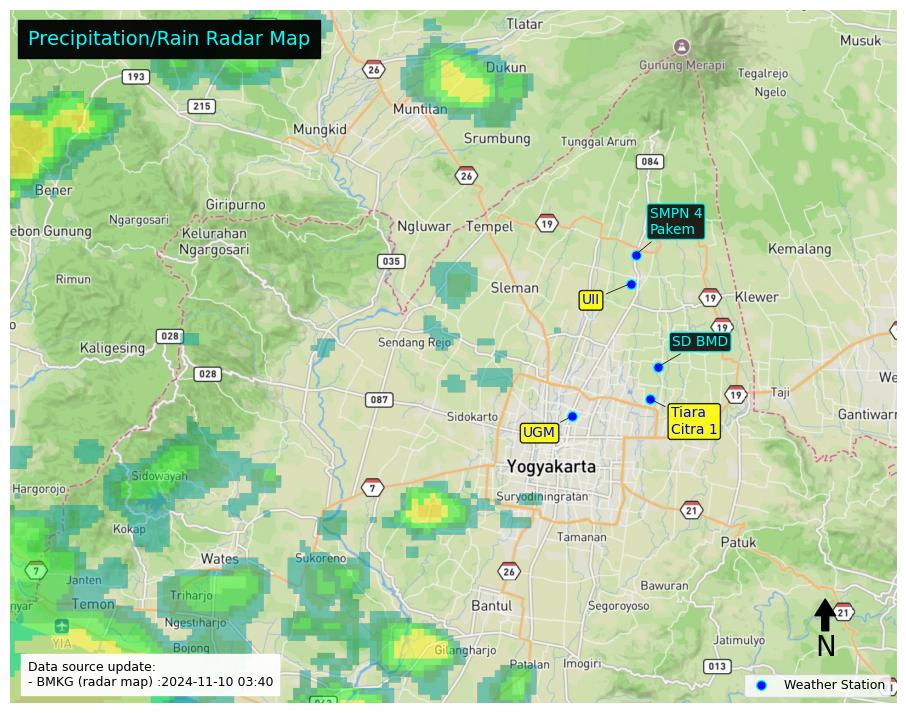 Precipitation/Rain Radar Map
Tlatar
Musuk
26
Dukun
Gunung Merapi
Tegalrejo
193
Ngelo
215
Muntilan
Mungkid
Srumbung
Tunggal Arum
084
26
Bener
Giripurno
SMPN 4
Pakem
Ngargosari
Ngluwar
Tempel
19
ebon Gunung
Kelurahan
Ngargosari
Kemalang
035
Rimun
Sleman
UII
19
Klewer
19
028
Sendang Rejo
SD BMD
Kaligesing
028
087
19
Taji
We
Sidokarto
Tiara
Citra 1
Gantiwarn
UGM
Yogyakarta
Sidowayah
Hargorojo
7
Suryodiningratan
21
Kokap
Tamanan
Patuk
Wates
Sukoreno
7
26
Janten
Bawuran
nyar
Temon
Triharjo
Bantul
Segoroyoso
21
Ngestiharjo
YIA
N
Bojong
Gilangharjo
Jatimulyo
Patalan
Imogiri
013
Data source update:
- BMKG (radar map) :2024-11-10 03:40
Weather Station